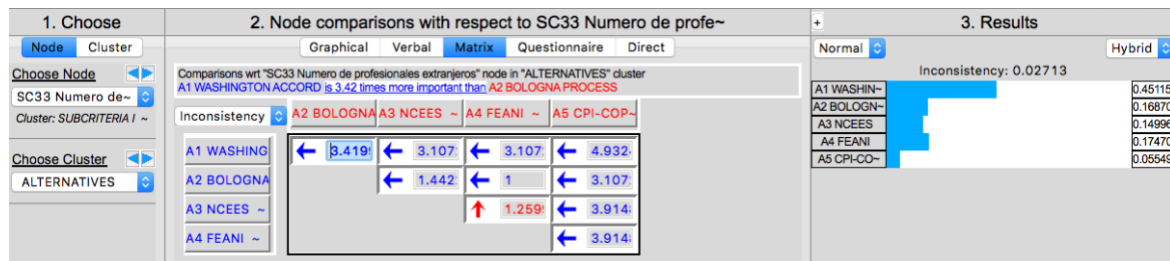 1. Choose
2. Node comparisons with respect to SC33 Numero de profe~
+
3. Results
Node Cluster
Graphical Verbal Matrix Questionnaire Direct
Normal
Hybrid
Choose Node
SC33 Numero de~
Cluster: SUBCRITERIA I ~
Choose Cluster
ALTERNATIVES
Comparisons wrt "SC33 Numero de profesionales extranjeros" node in "ALTERNATIVES" cluster
A1 WASHINGTON ACCORD is 3.42 times more important than A2 BOLOGNA PROCESS
Inconsistency A2 BOLOGNA A3 NCEES ~ A4 FEANI ~ A5 CPI-COP~
A1 WASHING 3.419 3.107 3.107 4.932
A2 BOLOGNA 1.442 1 3.107
A3 NCEES ~ 1.259 3.914
A4 FEANI ~ 3.914
Inconsistency: 0.02713
A1 WASHIN~ 0.45115
A2 BOLOGN~ 0.16870
A3 NCEES 0.14996
A4 FEANI 0.17470
A5 CPI-CO~ 0.05549